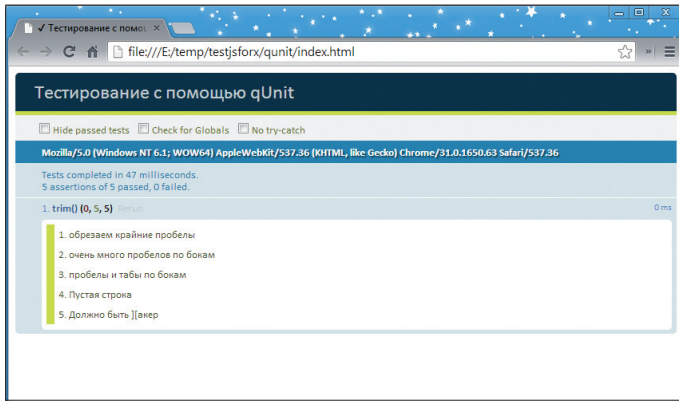 ✓ Тестирование с помо
file:///E:/temp/testjsforx/qunit/index.html
Тестирование с помощью qUnit
Hide passed tests Check for Globals No try-catch
Mozilla/5.0 (Windows NT 6.1; WOW64) AppleWebKit/537.36 (KHTML, like Gecko) Chrome/31.0.1650.63 Safari/537.36
Tests completed in 47 milliseconds.
5 assertions of 5 passed, 0 failed.
1. trim() (0, 5, 5) Rerun 0 ms
1. обрезаем крайние пробелы
2. очень много пробелов по бокам
3. пробелы и табы по бокам
4. Пустая строка
5. Должно быть ][акер